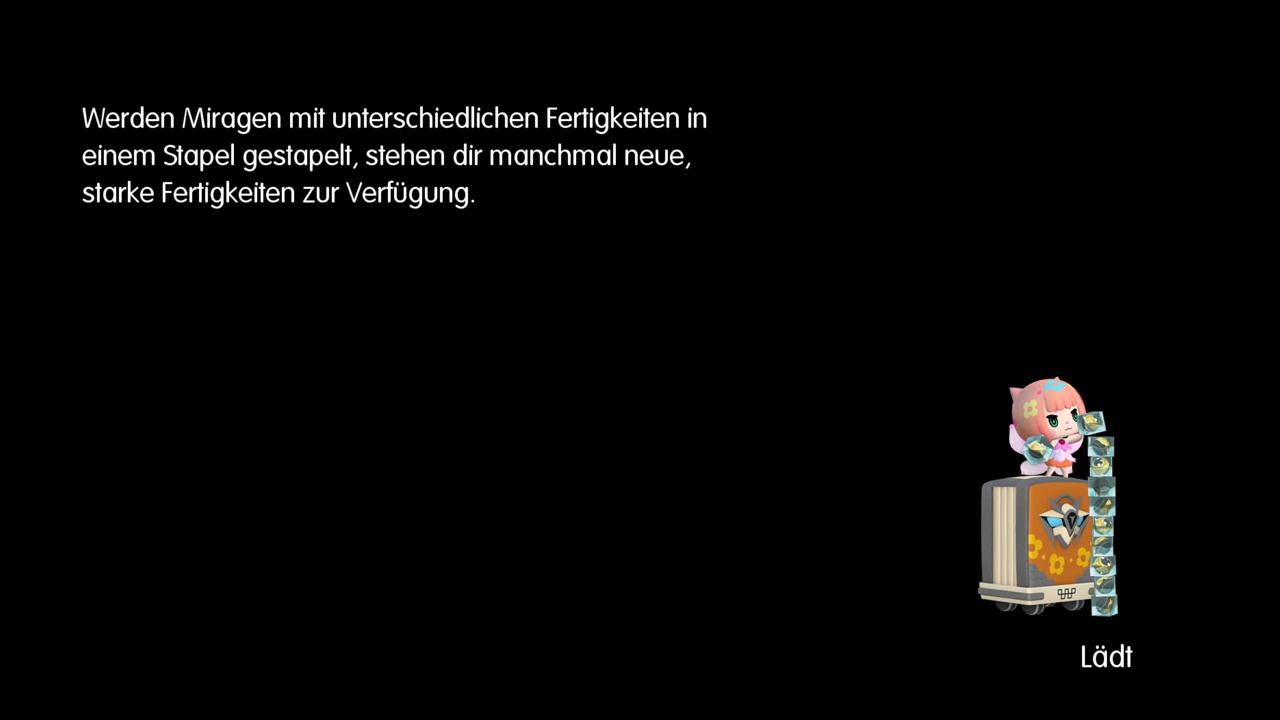 Werden Miragen mit unterschiedlichen Fertigkeiten in
einem Stapel gestapelt, stehen dir manchmal neue,
starke Fertigkeiten zur Verfügung.
Lädt